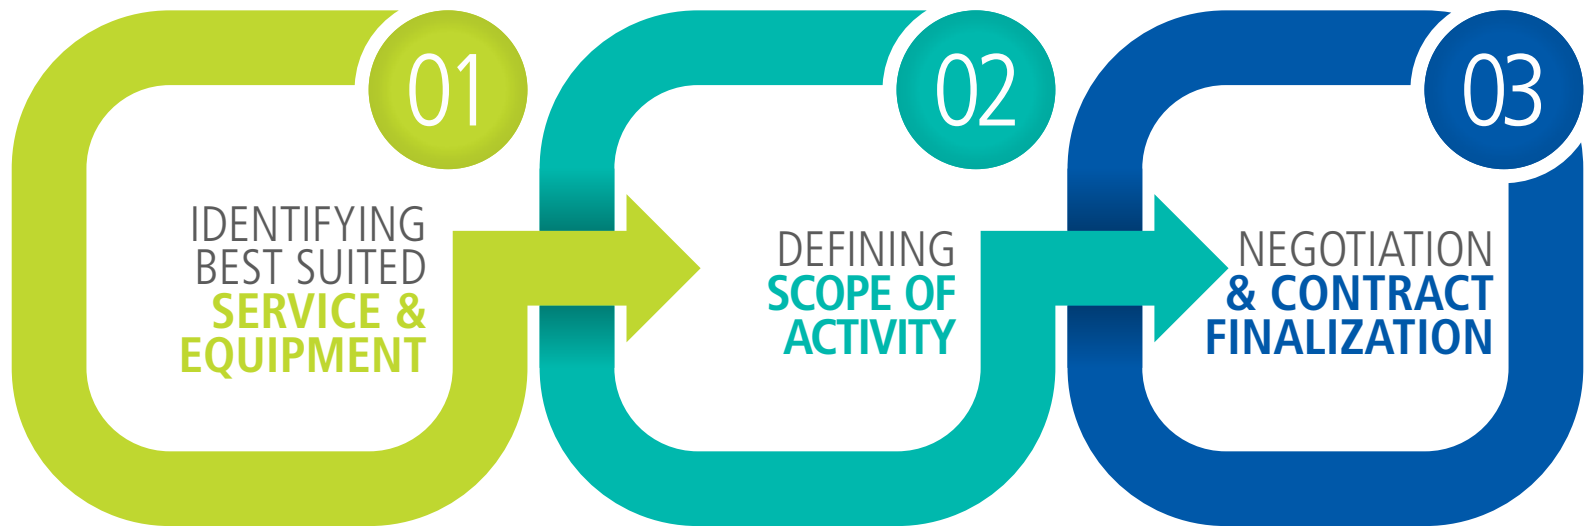 01
IDENTIFYING
BEST SUITED
SERVICE &
EQUIPMENT
02
DEFINING
SCOPE OF
ACTIVITY
03
NEGOTIATION
& CONTRACT
FINALIZATION